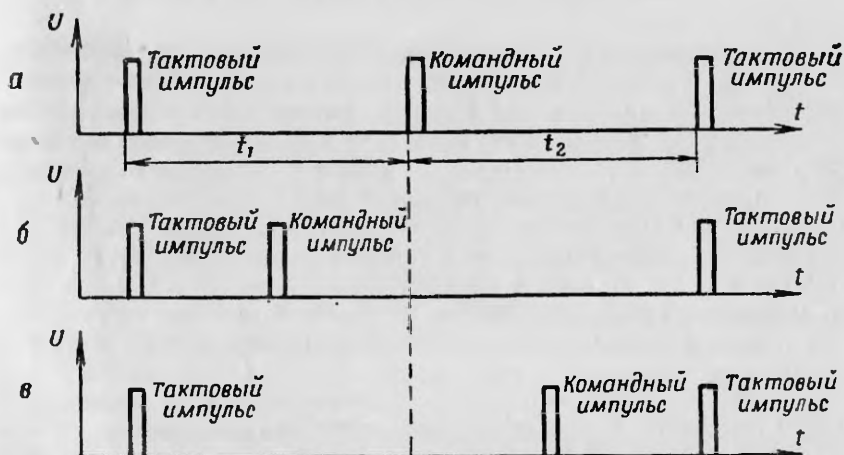 U
а
Тактовый
импульс
Командный
импульс
Тактовый
импульс
t
t₁
t₂
U
б
Тактовый
импульс
Командный
импульс
Тактовый
импульс
t
U
в
Тактовый
импульс
Командный
импульс
Тактовый
импульс
t